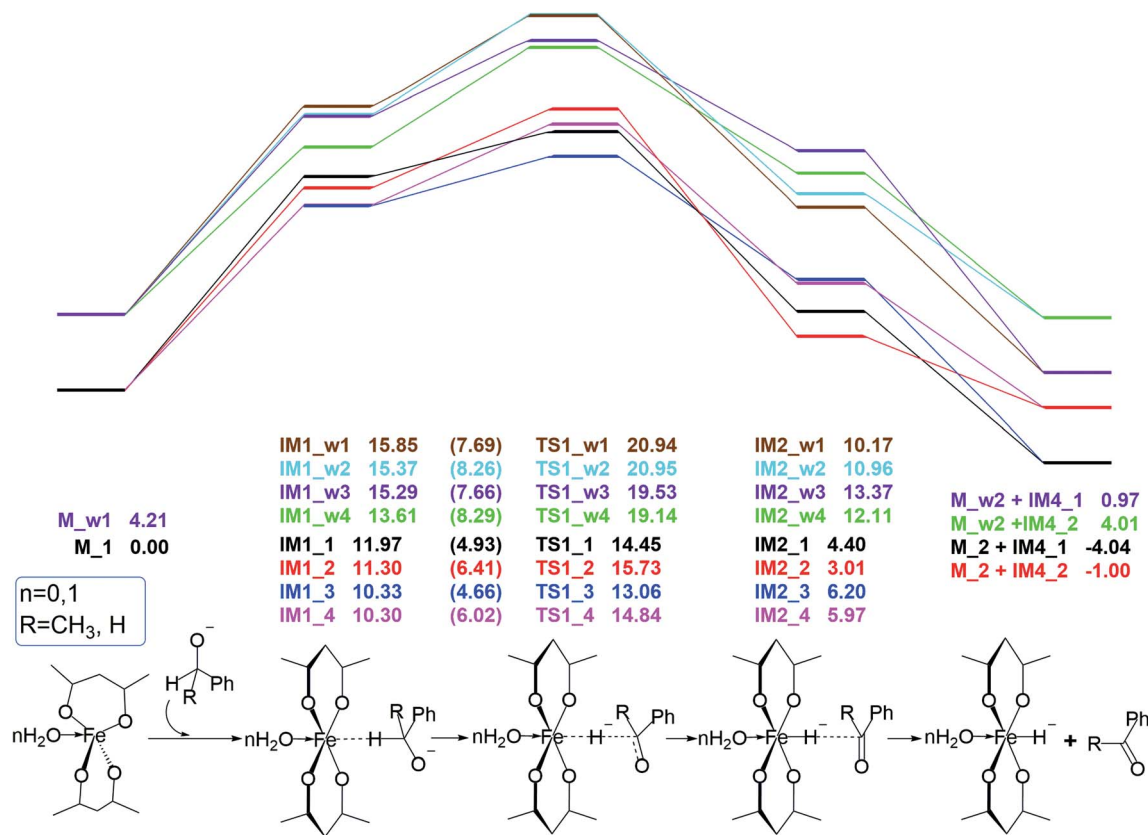 IM1_w1 15.85 (7.69) TS1_w1 20.94 IM2_w1 10.17
IM1_w2 15.37 (8.26) TS1_w2 20.95 IM2_w2 10.96
IM1_w3 15.29 (7.66) TS1_w3 19.53 IM2_w3 13.37
IM1_w4 13.61 (8.29) TS1_w4 19.14 IM2_w4 12.11
IM1_1 11.97 (4.93) TS1_1 14.45 IM2_1 4.40
IM1_2 11.30 (6.41) TS1_2 15.73 IM2_2 3.01
IM1_3 10.33 (4.66) TS1_3 13.06 IM2_3 6.20
IM1_4 10.30 (6.02) TS1_4 14.84 IM2_4 5.97
M_w1 4.21
M_1 0.00
M_w2 + IM4_1 0.97
M_w2 +IM4_2 4.01
M_2 + IM4_1 -4.04
M_2 + IM4_2 -1.00
n=0,1
R=CH₃, H
O O
nH₂O Fe
O O
O⁻
H Ph
R
O O
R Ph
nH₂O Fe H
O O O⁻
O O
R Ph
nH₂O Fe H⁻
O O O
O O
R Ph
nH₂O Fe H⁻
O O O
O O
nH₂O Fe H⁻ + R Ph
O O O